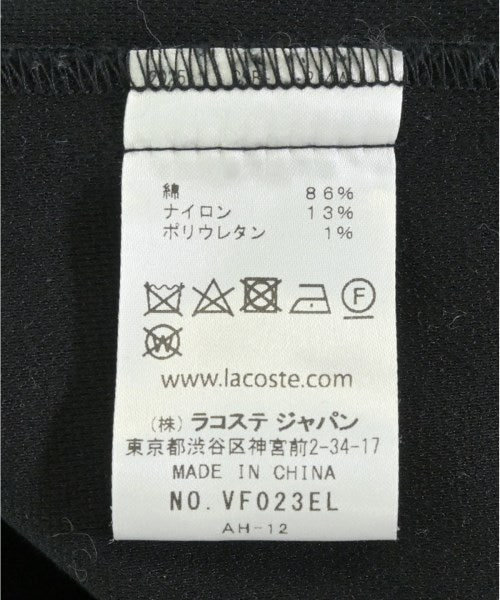 綿 86%
ナイロン 13%
ポリウレタン 1%
F
W
www.lacoste.com
(株) ラコステ ジャパン
東京都渋谷区神宮前2-34-17
MADE IN CHINA
NO. VF023EL
AH-12